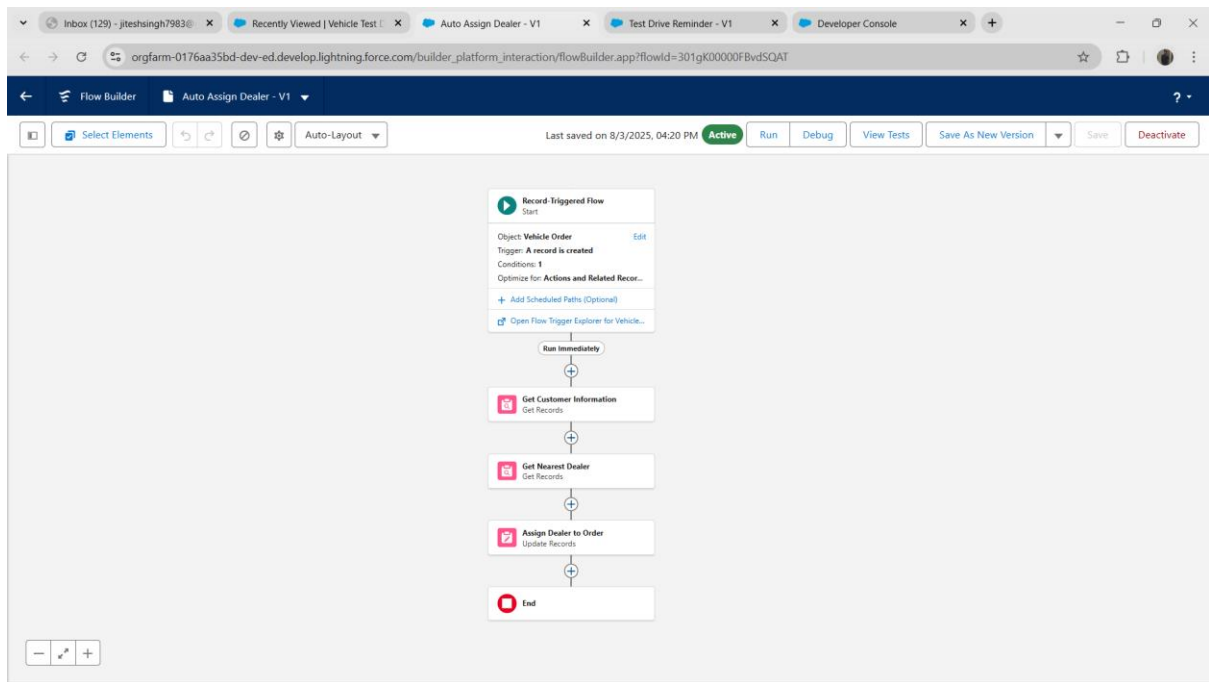 Inbox (129) - jiteshsingh7983@
Recently Viewed | Vehicle Test D
Auto Assign Dealer - V1
Test Drive Reminder - V1
Developer Console
orgfarm-0176aa35bd-dev-ed.develop.lightning.force.com/builder_platform_interaction/flowBuilder.app?flowId=301gK00000FBvdSQAT
Flow Builder
Auto Assign Dealer - V1
?
Select Elements
Auto-Layout
Last saved on 8/3/2025, 04:20 PM
Active
Run
Debug
View Tests
Save As New Version
Save
Deactivate
Record-Triggered Flow
Start
Object: Vehicle Order
Edit
Trigger: A record is created
Conditions: 1
Optimize for: Actions and Related Recor...
+ Add Scheduled Paths (Optional)
Open Flow Trigger Explorer for Vehicle...
Run Immediately
Get Customer Information
Get Records
Get Nearest Dealer
Get Records
Assign Dealer to Order
Update Records
End